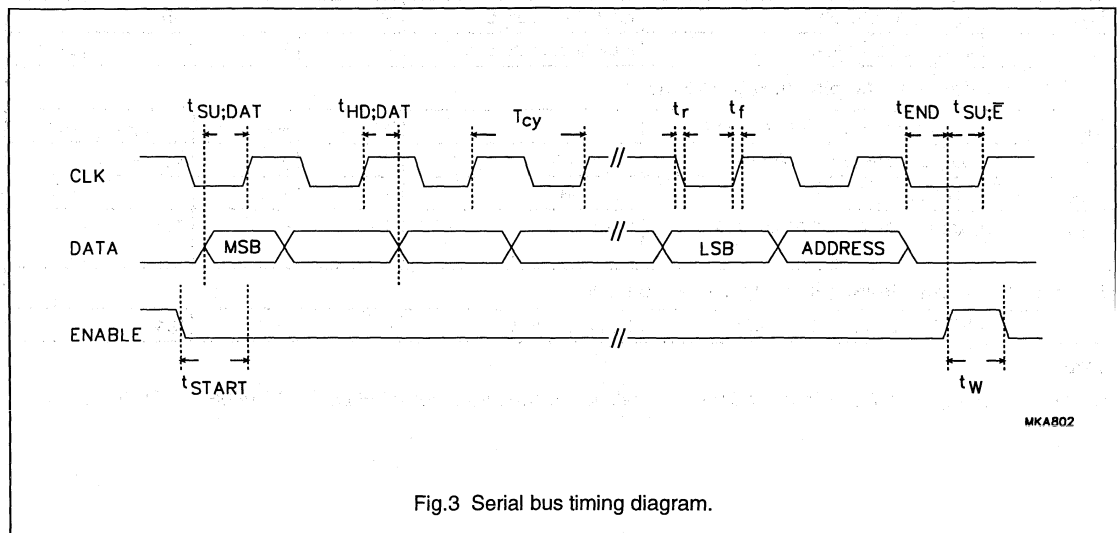 tSU;DAT tHD;DAT Tcy tr tf tEND tSU;E̅
CLK
DATA MSB LSB ADDRESS
ENABLE
tSTART tW
MKA802
Fig.3 Serial bus timing diagram.